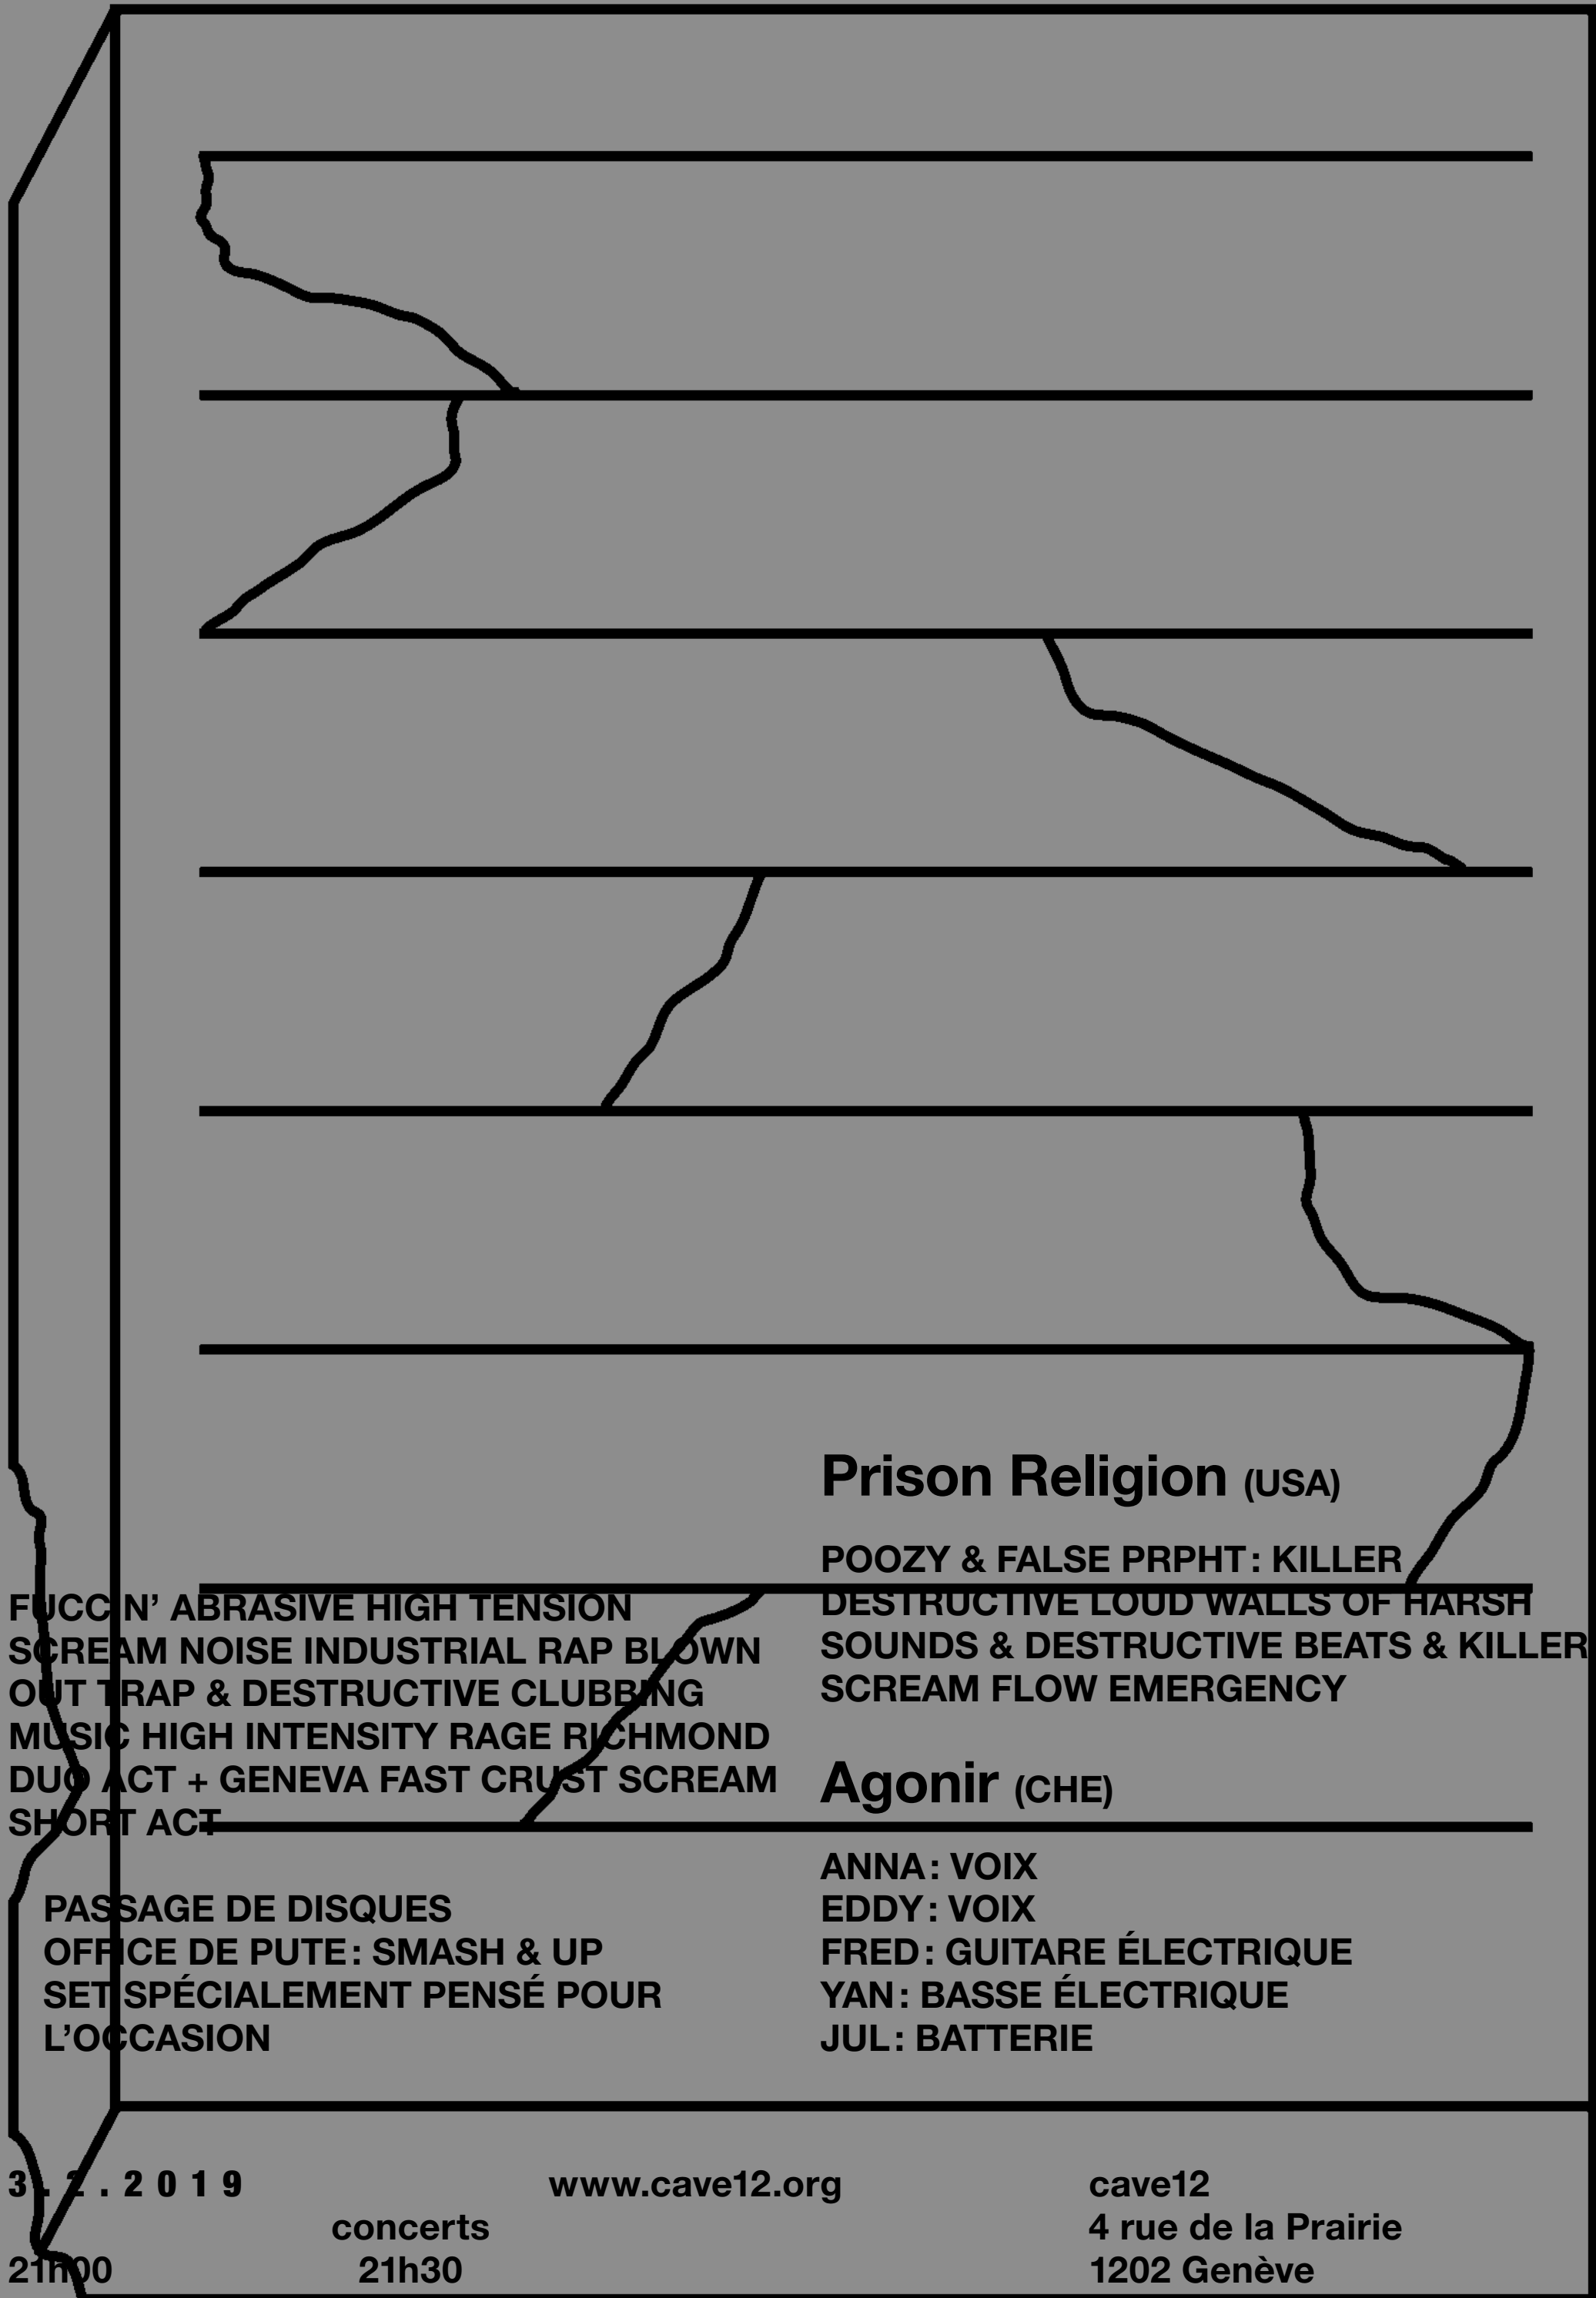 Prison Religion (USA)
POOZY & FALSE PRPHT : KILLER
DESTRUCTIVE LOUD WALLS OF HARSH
SOUNDS & DESTRUCTIVE BEATS & KILLER
SCREAM FLOW EMERGENCY
FUCC N’ ABRASIVE HIGH TENSION
SCREAM NOISE INDUSTRIAL RAP BLOWN
OUT TRAP & DESTRUCTIVE CLUBBING
MUSIC HIGH INTENSITY RAGE RICHMOND
DUO ACT + GENEVA FAST CRUST SCREAM
SHORT ACT
Agonir (CHE)
ANNA : VOIX
EDDY : VOIX
FRED : GUITARE ÉLECTRIQUE
YAN : BASSE ÉLECTRIQUE
JUL : BATTERIE
PASSAGE DE DISQUES
OFFICE DE PUTE : SMASH & UP
SET SPÉCIALEMENT PENSÉ POUR
L’OCCASION
3.2.2019
21h00
concerts
21h30
www.cave12.org
cave12
4 rue de la Prairie
1202 Genève